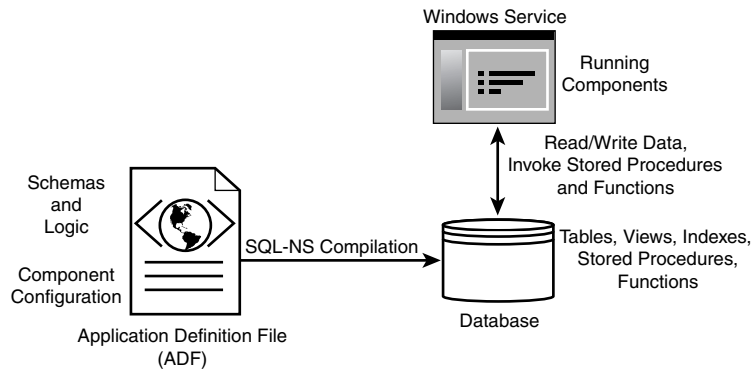 Windows Service
Running
Components
Read/Write Data,
Invoke Stored Procedures
and Functions
Schemas
and
Logic
Component
Configuration
SQL-NS Compilation
Tables, Views, Indexes,
Stored Procedures,
Functions
Database
Application Definition File
(ADF)